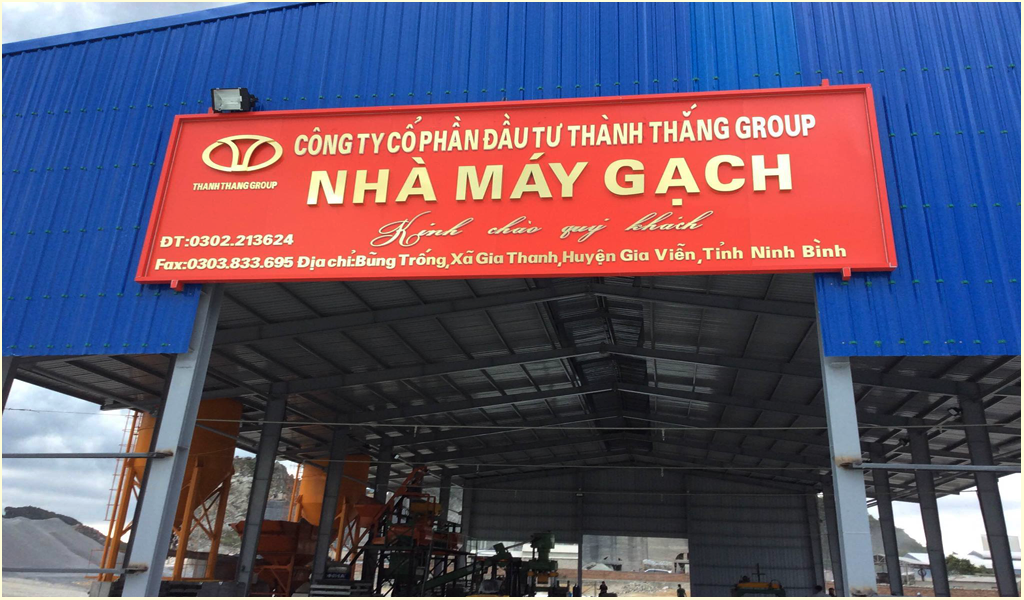 CÔNG TY CỔ PHẦN ĐẦU TƯ THÀNH THẮNG GROUP
THANH THANG GROUP
NHÀ MÁY GẠCH
Kính chào quý khách
ĐT:0302.213624
Fax:0303.833.695 Địa chỉ:Bũng Trống,Xã Gia Thanh,Huyện Gia Viễn,Tỉnh Ninh Bình